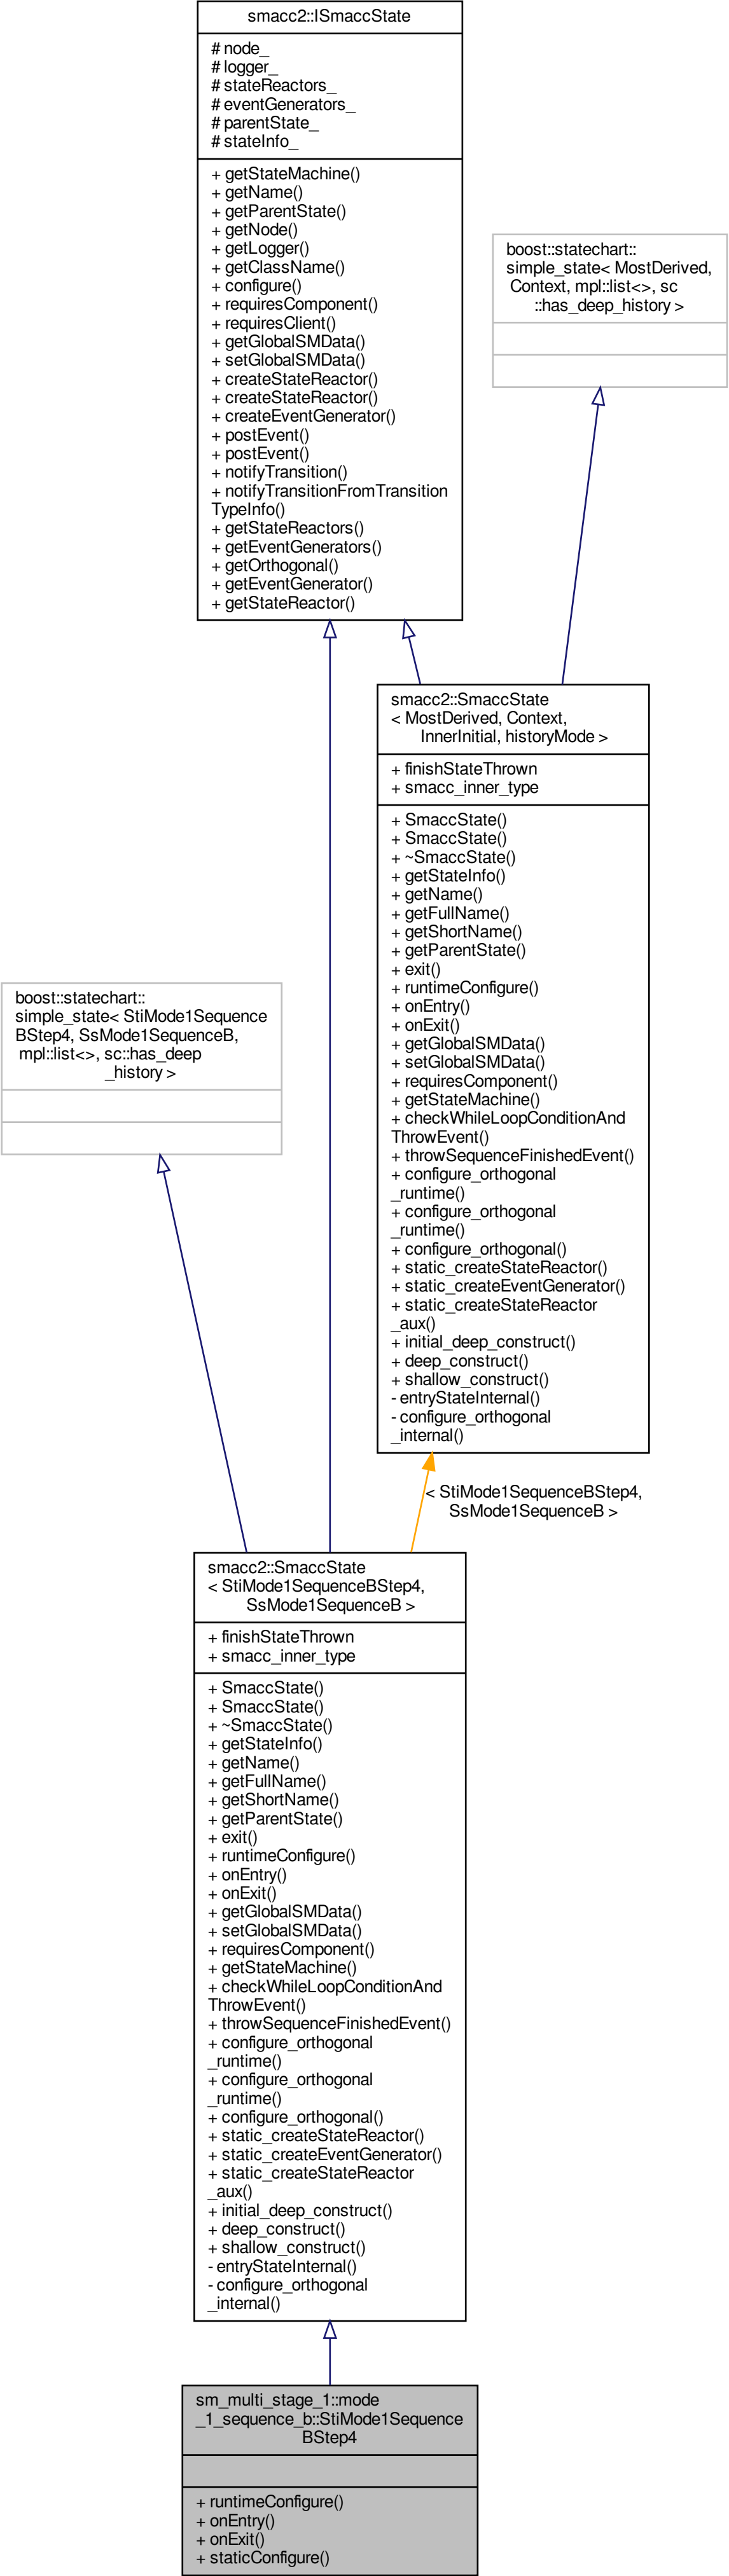 smacc2::ISmaccState
# node_
# logger_
# stateReactors_
# eventGenerators_
# parentState_
# stateInfo_
+ getStateMachine()
+ getName()
+ getParentState()
+ getNode()
+ getLogger()
+ getClassName()
+ configure()
+ requiresComponent()
+ requiresClient()
+ getGlobalSMData()
+ setGlobalSMData()
+ createStateReactor()
+ createStateReactor()
+ createEventGenerator()
+ postEvent()
+ postEvent()
+ notifyTransition()
+ notifyTransitionFromTransition
TypeInfo()
+ getStateReactors()
+ getEventGenerators()
+ getOrthogonal()
+ getEventGenerator()
+ getStateReactor()
boost::statechart::
simple_state< MostDerived,
Context, mpl::list<>, sc
::has_deep_history >
smacc2::SmaccState
< MostDerived, Context,
InnerInitial, historyMode >
+ finishStateThrown
+ smacc_inner_type
+ SmaccState()
+ SmaccState()
+ ~SmaccState()
+ getStateInfo()
+ getName()
+ getFullName()
+ getShortName()
+ getParentState()
+ exit()
+ runtimeConfigure()
+ onEntry()
+ onExit()
+ getGlobalSMData()
+ setGlobalSMData()
+ requiresComponent()
+ getStateMachine()
+ checkWhileLoopConditionAnd
ThrowEvent()
+ throwSequenceFinishedEvent()
+ configure_orthogonal
_runtime()
+ configure_orthogonal
_runtime()
+ configure_orthogonal()
+ static_createStateReactor()
+ static_createEventGenerator()
+ static_createStateReactor
_aux()
+ initial_deep_construct()
+ deep_construct()
+ shallow_construct()
- entryStateInternal()
- configure_orthogonal
_internal()
boost::statechart::
simple_state< StiMode1Sequence
BStep4, SsMode1SequenceB,
mpl::list<>, sc::has_deep
_history >
< StiMode1SequenceBStep4,
SsMode1SequenceB >
smacc2::SmaccState
< StiMode1SequenceBStep4,
SsMode1SequenceB >
+ finishStateThrown
+ smacc_inner_type
+ SmaccState()
+ SmaccState()
+ ~SmaccState()
+ getStateInfo()
+ getName()
+ getFullName()
+ getShortName()
+ getParentState()
+ exit()
+ runtimeConfigure()
+ onEntry()
+ onExit()
+ getGlobalSMData()
+ setGlobalSMData()
+ requiresComponent()
+ getStateMachine()
+ checkWhileLoopConditionAnd
ThrowEvent()
+ throwSequenceFinishedEvent()
+ configure_orthogonal
_runtime()
+ configure_orthogonal
_runtime()
+ configure_orthogonal()
+ static_createStateReactor()
+ static_createEventGenerator()
+ static_createStateReactor
_aux()
+ initial_deep_construct()
+ deep_construct()
+ shallow_construct()
- entryStateInternal()
- configure_orthogonal
_internal()
sm_multi_stage_1::mode
_1_sequence_b::StiMode1Sequence
BStep4
+ runtimeConfigure()
+ onEntry()
+ onExit()
+ staticConfigure()